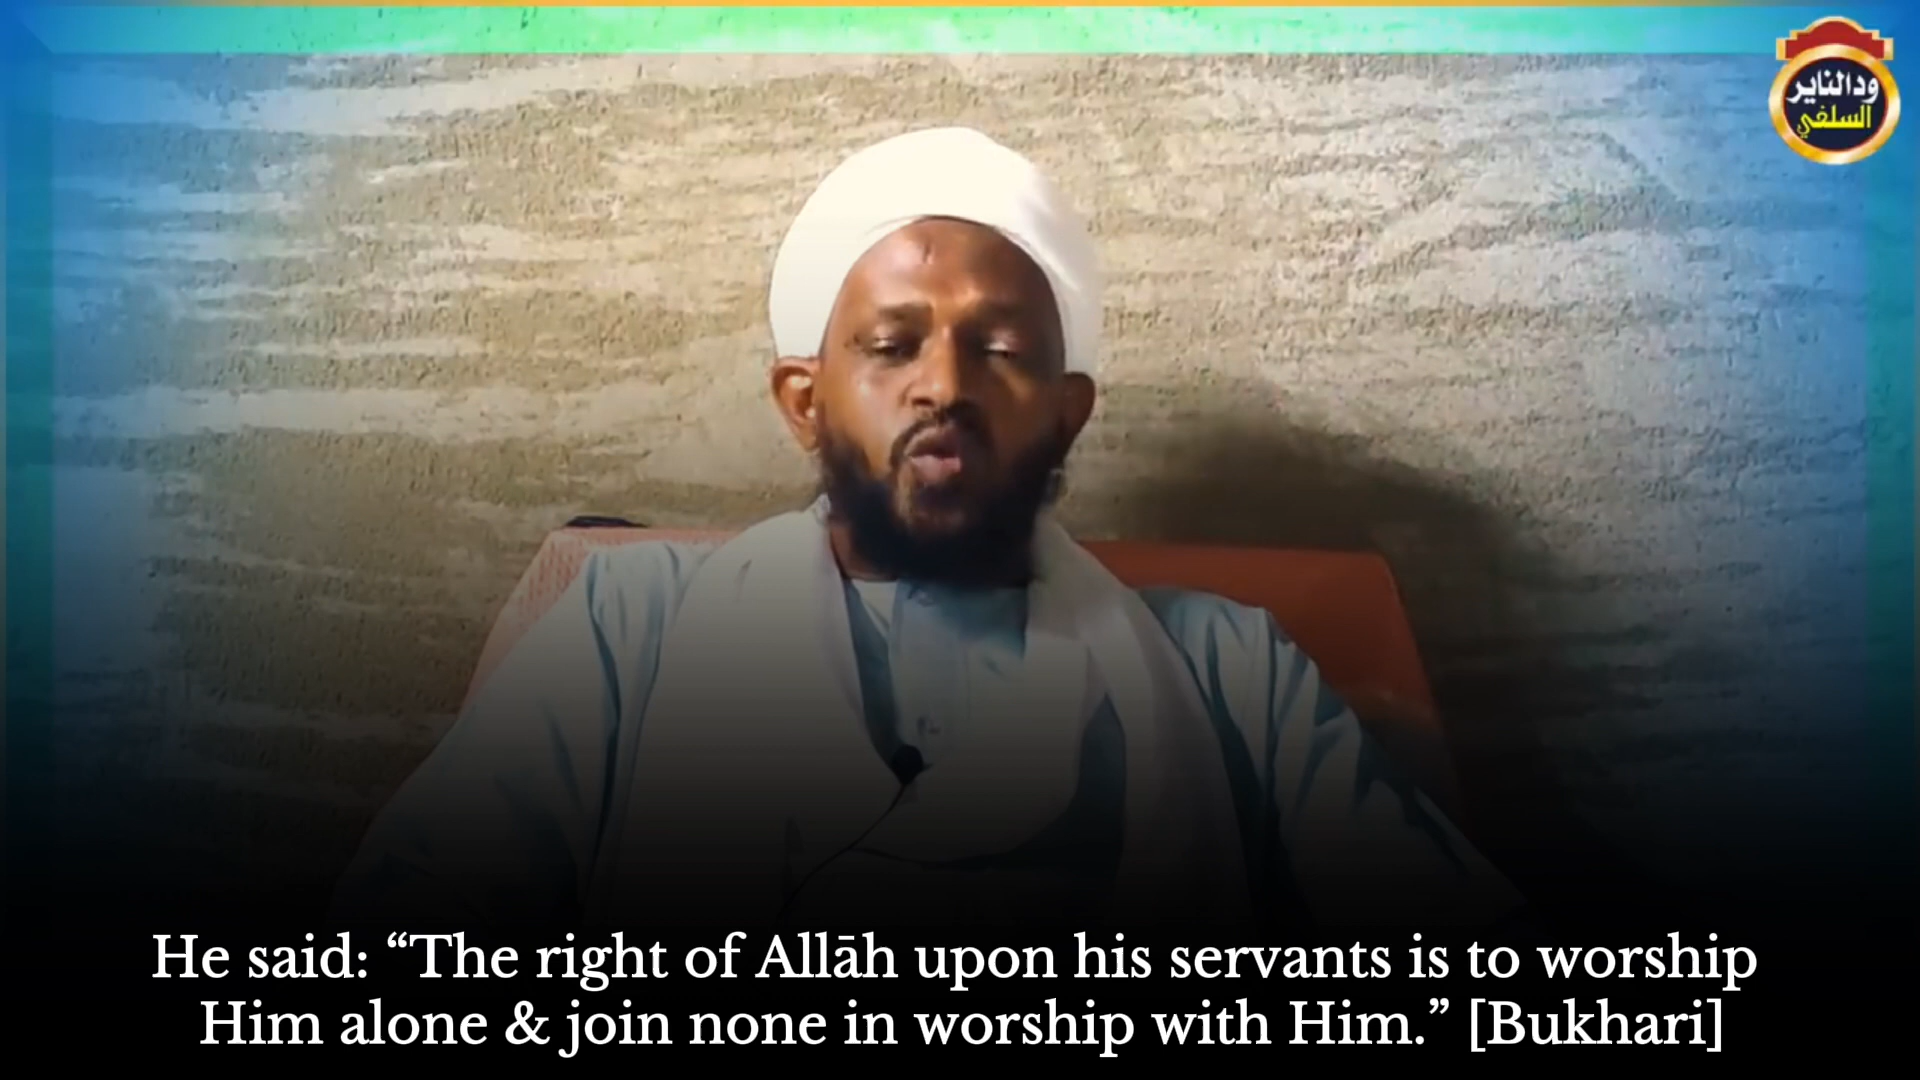 ودالناير
السلفي
He said: “The right of Allāh upon his servants is to worship
Him alone & join none in worship with Him.” [Bukhari]